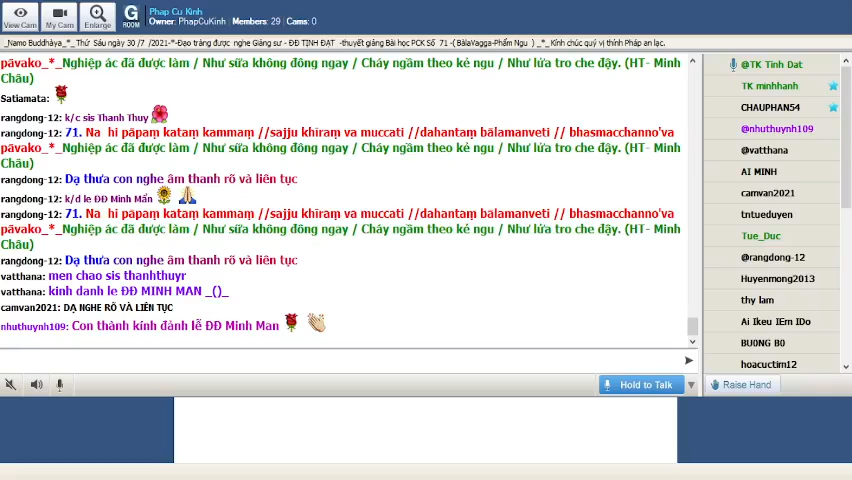 View Cam
My Cam
Enlarge
G ROOM
Phap Cu Kinh
Owner: PhapCuKinh | Members: 29 | Cams: 0
_Namo Buddhàya_*_ Thứ Sáu ngày 30 /7 /2021-*-Đạo tràng được nghe Giảng sư - ĐĐ TỊNH ĐẠT -thuyết giảng Bài học PCK Số 71 -( BàlaVagga-Phẩm Ngu ) _*_ Kính chúc quý vị thính Pháp an lạc.
pāvako_*_Nghiệp ác đã được làm / Như sữa không đông ngay / Cháy ngầm theo kẻ ngu / Như lửa tro che đậy. (HT- Minh
Châu)
Satiamata:
rangdong-12: k/c sis Thanh Thuy
rangdong-12: 71. Na hi pāpaṃ kataṃ kammaṃ //sajju khīraṃ va muccati //dahantaṃ bālamanveti // bhasmacchanno'va
pāvako_*_Nghiệp ác đã được làm / Như sữa không đông ngay / Cháy ngầm theo kẻ ngu / Như lửa tro che đậy. (HT- Minh
Châu)
rangdong-12: Dạ thưa con nghe âm thanh rõ và liên tục
rangdong-12: k/d le ĐĐ Minh Mẫn
rangdong-12: 71. Na hi pāpaṃ kataṃ kammaṃ //sajju khīraṃ va muccati //dahantaṃ bālamanveti // bhasmacchanno'va
pāvako_*_Nghiệp ác đã được làm / Như sữa không đông ngay / Cháy ngầm theo kẻ ngu / Như lửa tro che đậy. (HT- Minh
Châu)
rangdong-12: Dạ thưa con nghe âm thanh rõ và liên tục
vatthana: men chao sis thanhthuyr
vatthana: kinh danh le ĐĐ MINH MAN _()_
camvan2021: DẠ NGHE RÕ VÀ LIÊN TỤC
nhuthuynh109: Con thành kính đảnh lễ ĐĐ Minh Man
@TK Tinh Dat
TK minhhanh
CHAUPHAN54
@nhuthuynh109
@vatthana
AI MINH
camvan2021
tntueduyen
Tue_Duc
@rangdong-12
Huyenmong2013
thy lam
Ai Ikeu IEm IDo
BU0NG B0
hoacuctim12
Hold to Talk
Raise Hand